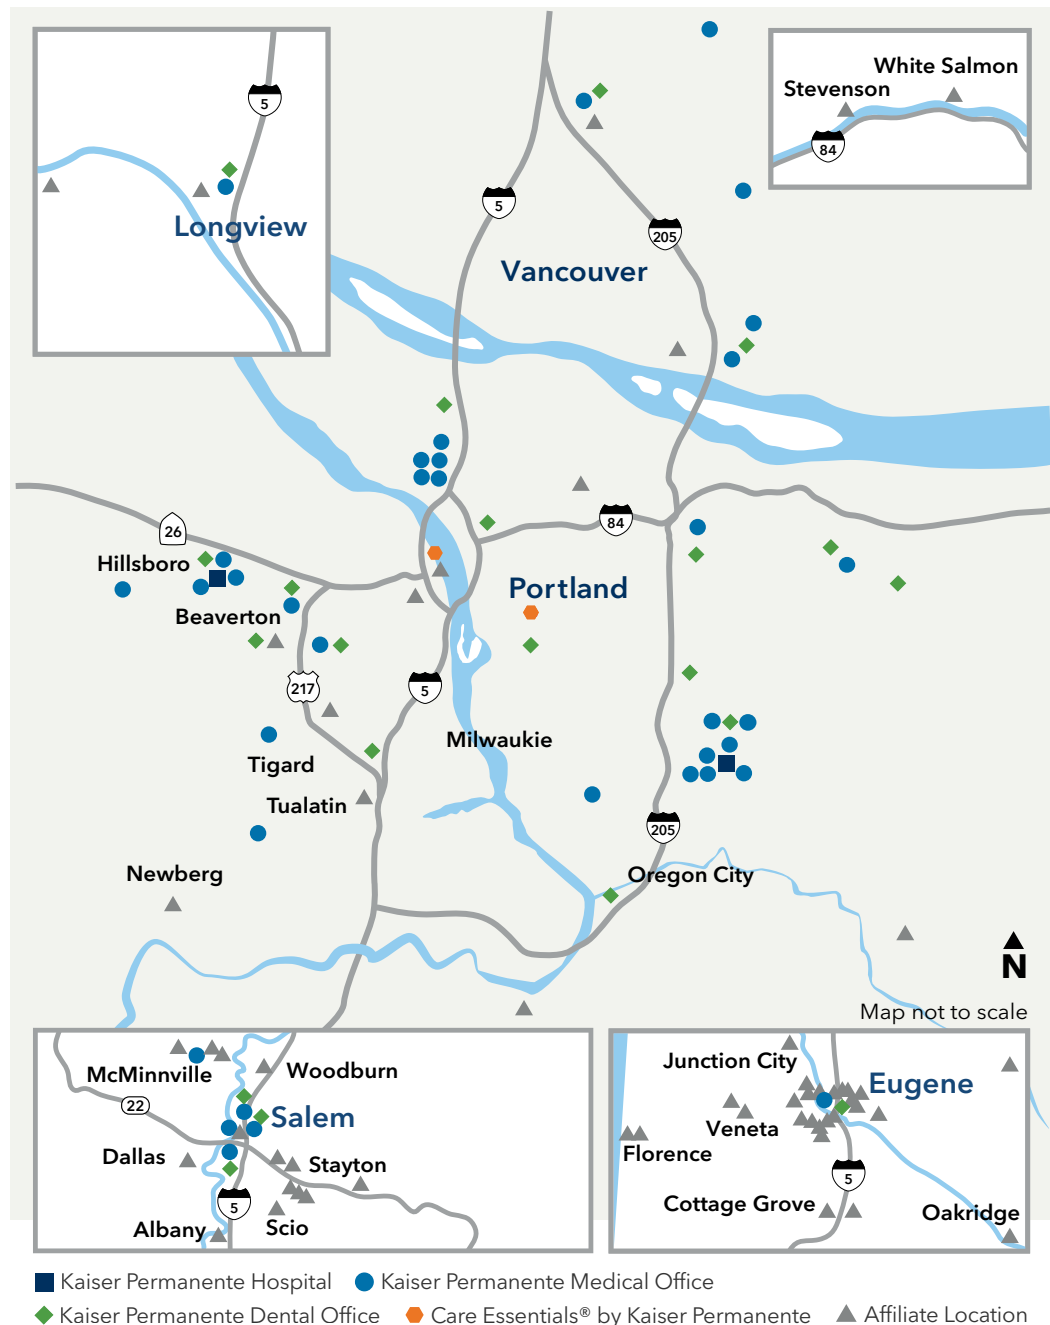 White Salmon
Stevenson
84
5
Longview
5
205
Vancouver
26
84
Hillsboro
Portland
Beaverton
217
5
Milwaukie
Tigard
Tualatin
205
Newberg
Oregon City
N
Map not to scale
McMinnville
Woodburn
22
Salem
Dallas
Stayton
5
Albany
Scio
Junction City
Eugene
Veneta
Florence
5
Cottage Grove
Oakridge
Kaiser Permanente Hospital
Kaiser Permanente Medical Office
Kaiser Permanente Dental Office
Care Essentials® by Kaiser Permanente
Affiliate Location